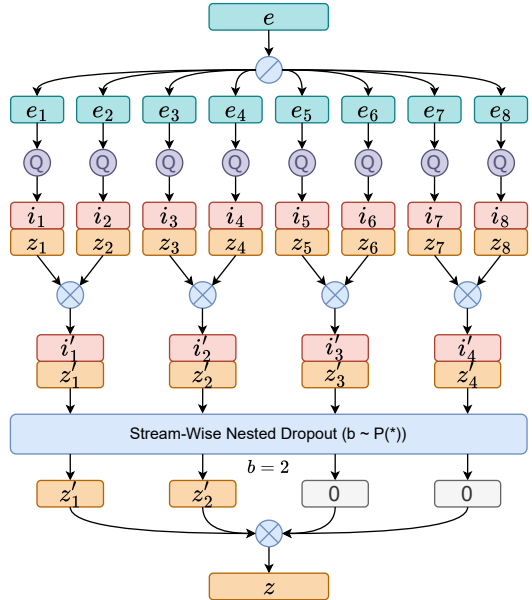 e
e₁ e₂ e₃ e₄ e₅ e₆ e₇ e₈
Q Q Q Q Q Q Q Q
i₁ i₂ i₃ i₄ i₅ i₆ i₇ i₈
z₁ z₂ z₃ z₄ z₅ z₆ z₇ z₈
i′₁ i′₂ i′₃ i′₄
z′₁ z′₂ z′₃ z′₄
Stream-Wise Nested Dropout (b ~ P(*))
b = 2
z′₁ z′₂ 0 0
z